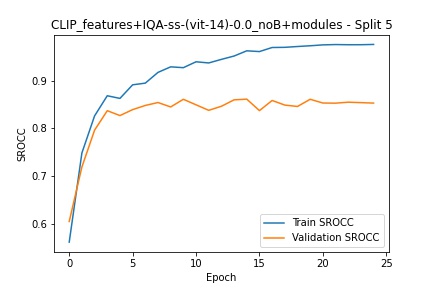 CLIP_features+IQA-ss-(vit-14)-0.0_noB+modules - Split 5
SROCC
0.9
0.8
0.7
0.6
0 5 10 15 20 25
Epoch
Train SROCC
Validation SROCC